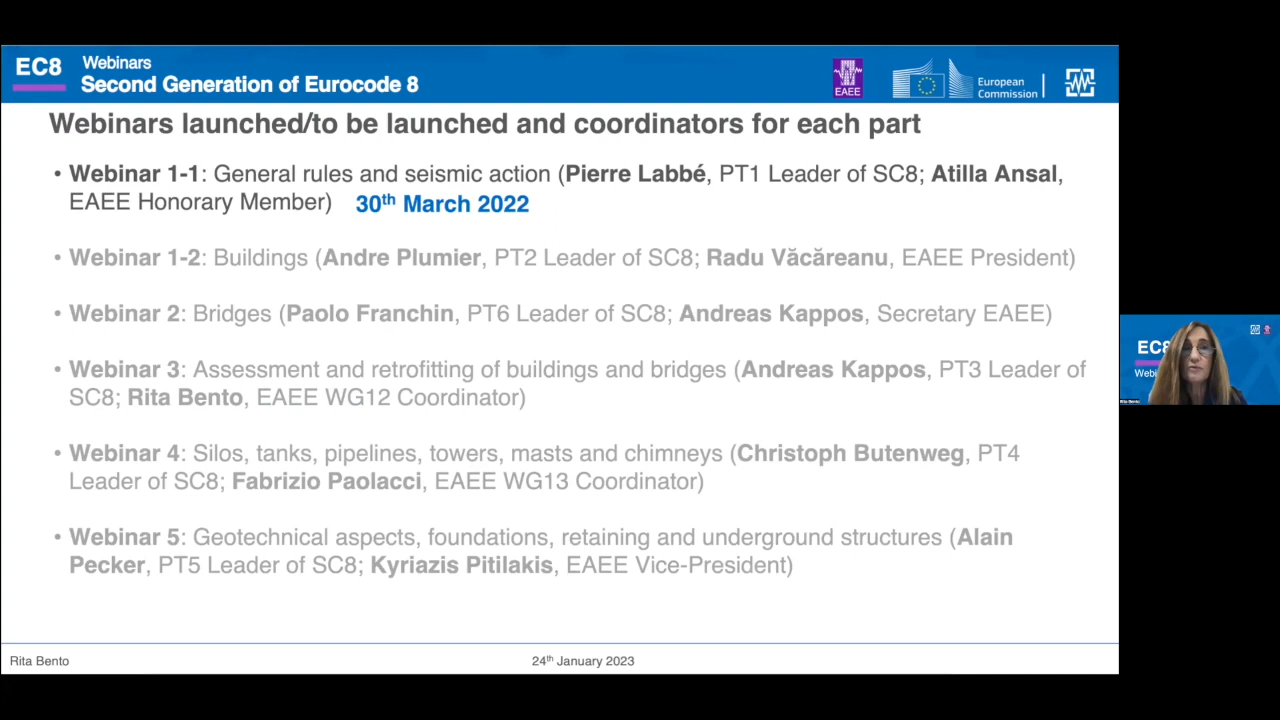 EC8
Webinars
Second Generation of Eurocode 8
EAEE
European
Commission
Webinars launched/to be launched and coordinators for each part
• Webinar 1-1: General rules and seismic action (Pierre Labbé, PT1 Leader of SC8; Atilla Ansal,
EAEE Honorary Member) 30th March 2022
• Webinar 1-2: Buildings (Andre Plumier, PT2 Leader of SC8; Radu Văcăreanu, EAEE President)
• Webinar 2: Bridges (Paolo Franchin, PT6 Leader of SC8; Andreas Kappos, Secretary EAEE)
• Webinar 3: Assessment and retrofitting of buildings and bridges (Andreas Kappos, PT3 Leader of
SC8; Rita Bento, EAEE WG12 Coordinator)
• Webinar 4: Silos, tanks, pipelines, towers, masts and chimneys (Christoph Butenweg, PT4
Leader of SC8; Fabrizio Paolacci, EAEE WG13 Coordinator)
• Webinar 5: Geotechnical aspects, foundations, retaining and underground structures (Alain
Pecker, PT5 Leader of SC8; Kyriazis Pitilakis, EAEE Vice-President)
Rita Bento
24th January 2023
EC8
Webi
Rita Bento